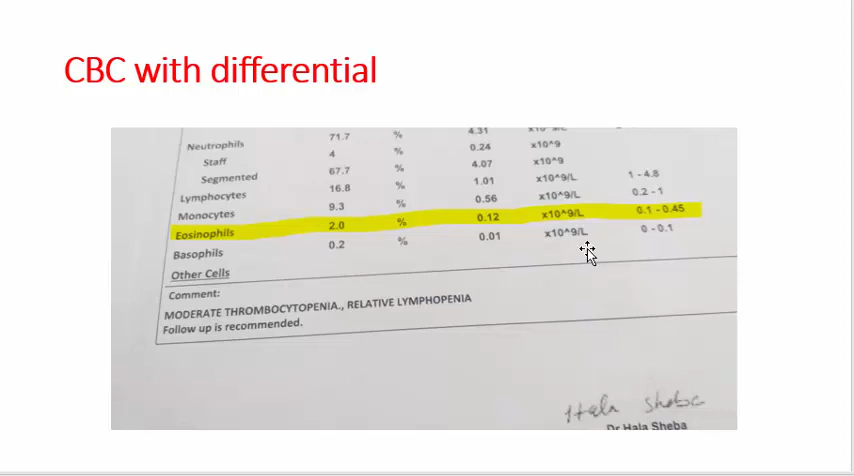 CBC with differential
Neutrophils 71.7 % 4.31 x10^9/L
Staff 4 % 0.24 x10^9
Segmented 67.7 % 4.07 x10^9
Lymphocytes 16.8 % 1.01 x10^9/L 1 - 4.8
Monocytes 9.3 % 0.56 x10^9/L 0.2 - 1
Eosinophils 2.0 % 0.12 x10^9/L 0.1 - 0.45
Basophils 0.2 % 0.01 x10^9/L 0 - 0.1
Other Cells
Comment:
MODERATE THROMBOCYTOPENIA., RELATIVE LYMPHOPENIA
Follow up is recommended.
Hala Sheba
Dr Hala Sheba